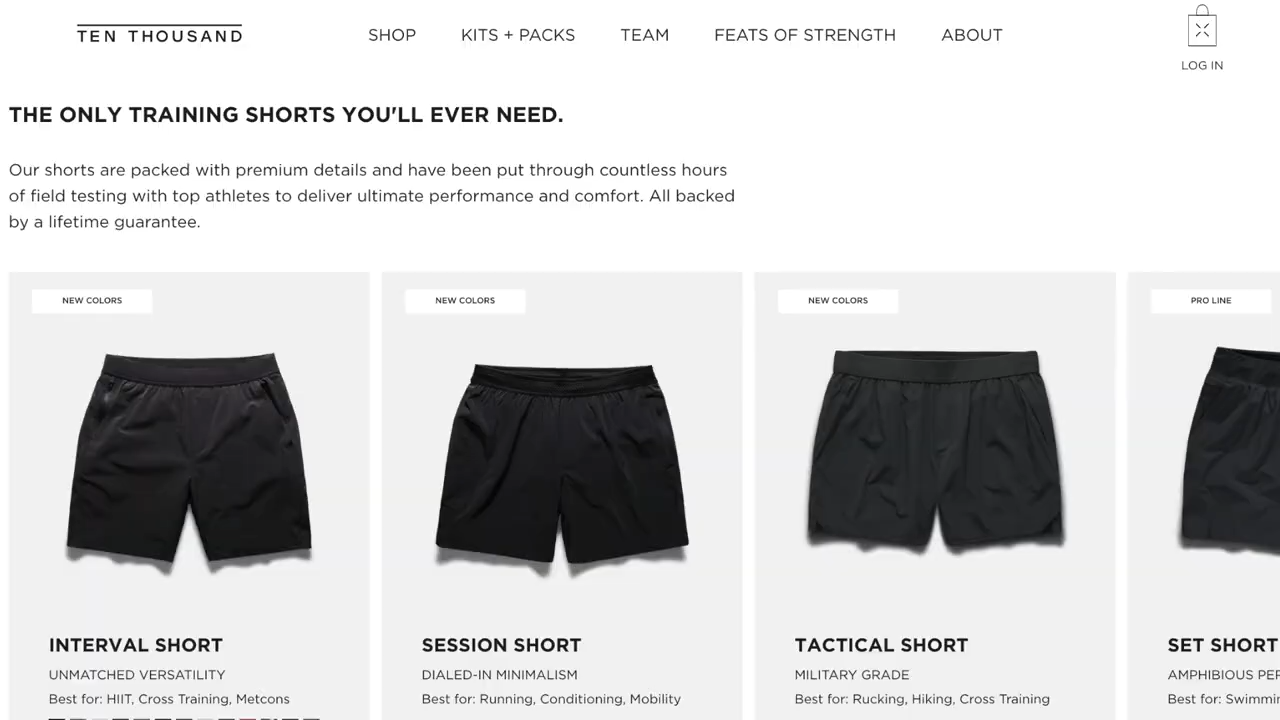 TEN THOUSAND
SHOP
KITS + PACKS
TEAM
FEATS OF STRENGTH
ABOUT
LOG IN
THE ONLY TRAINING SHORTS YOU'LL EVER NEED.
Our shorts are packed with premium details and have been put through countless hours
of field testing with top athletes to deliver ultimate performance and comfort. All backed
by a lifetime guarantee.
NEW COLORS
INTERVAL SHORT
UNMATCHED VERSATILITY
Best for: HIIT, Cross Training, Metcons
NEW COLORS
SESSION SHORT
DIALED-IN MINIMALISM
Best for: Running, Conditioning, Mobility
NEW COLORS
TACTICAL SHORT
MILITARY GRADE
Best for: Rucking, Hiking, Cross Training
PRO LINE
SET SHORT
AMPHIBIOUS
Best for: